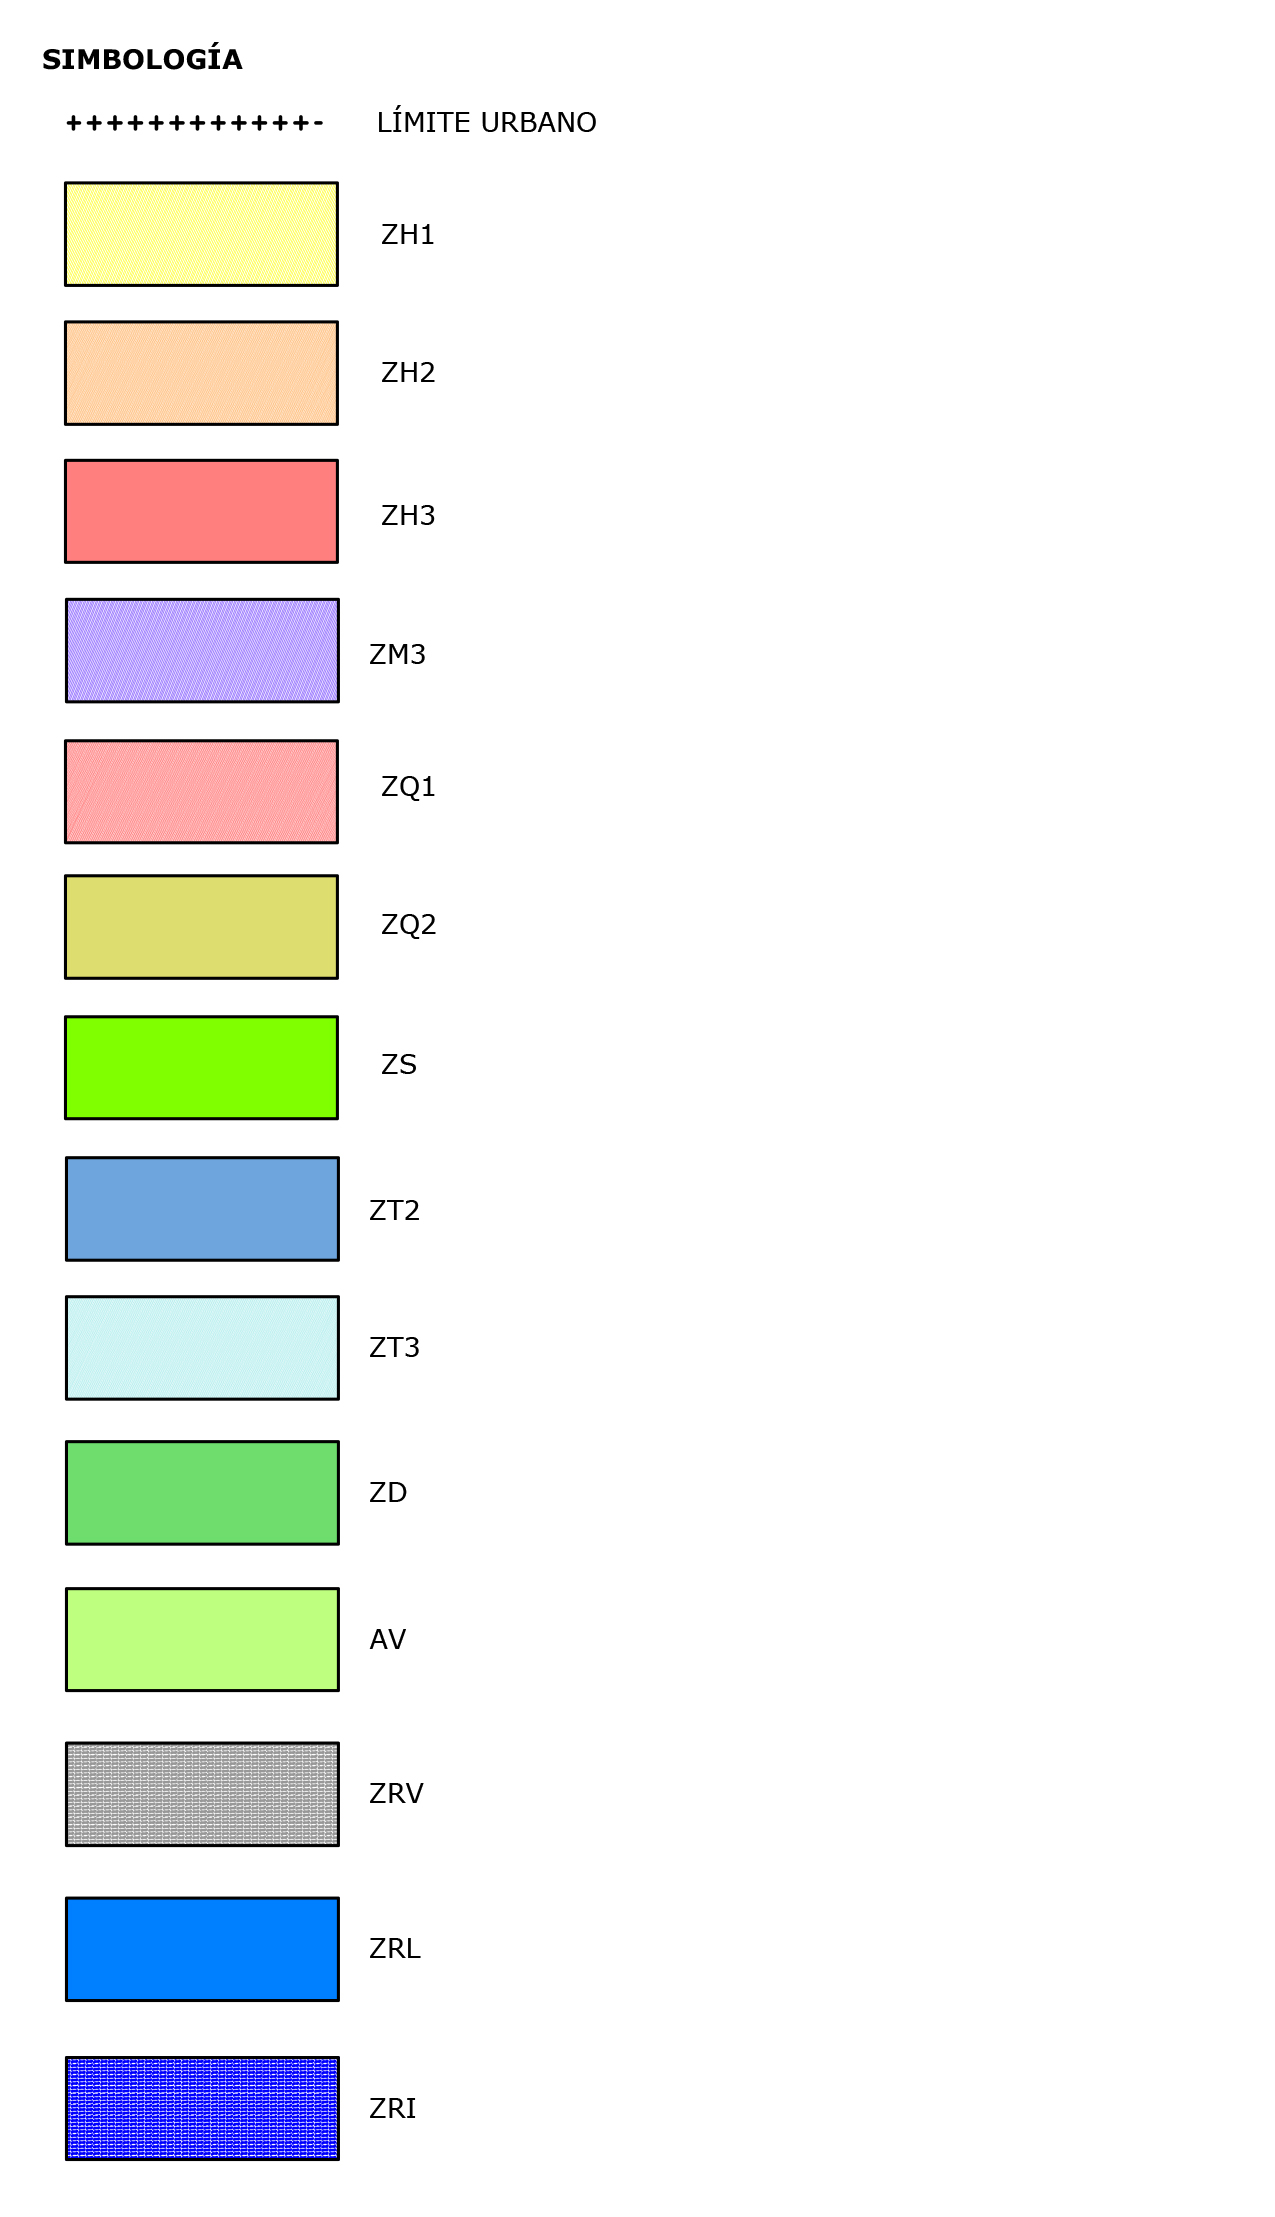 SIMBOLOGÍA
LÍMITE URBANO
ZH1
ZH2
ZH3
ZM3
ZQ1
ZQ2
ZS
ZT2
ZT3
ZD
AV
ZRV
ZRL
ZRI